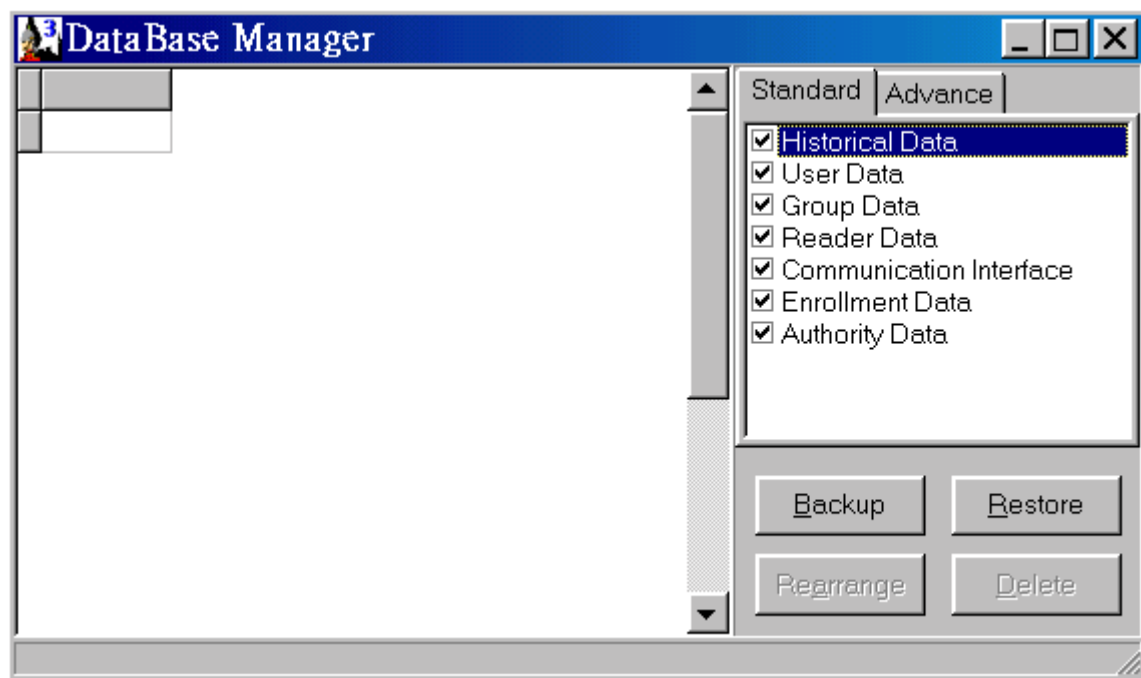 3 DataBase Manager
Standard
Advance
Historical Data
User Data
Group Data
Reader Data
Communication Interface
Enrollment Data
Authority Data
Backup
Restore
Rearrange
Delete